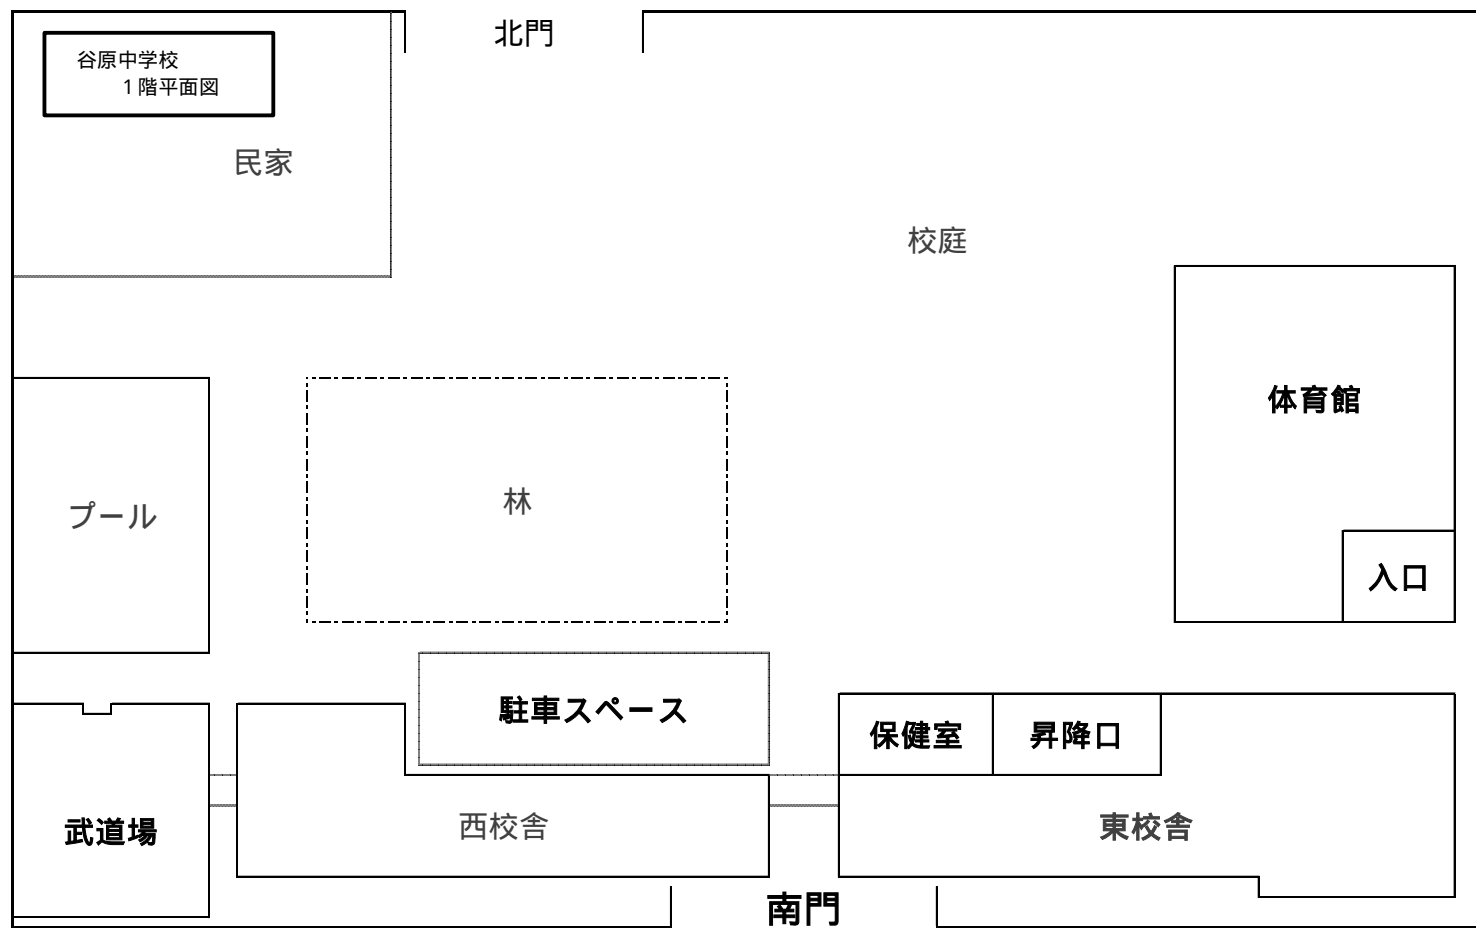 北門
谷原中学校
１階平面図
民家
校庭
体育館
プール
林
入口
駐車スペース
保健室
昇降口
武道場
西校舎
東校舎
南門